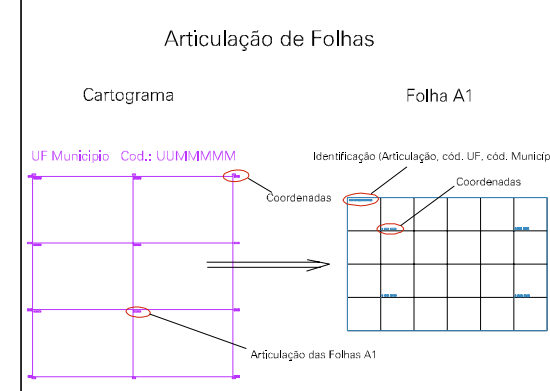 Articulação de Folhas
Cartograma
Folha A1
UF Municipio Cod.: UUMMMMM
Identificação (Articulação, cód. UF, cód. Municíp
Coordenadas
Coordenadas
Articulação das Folhas A1